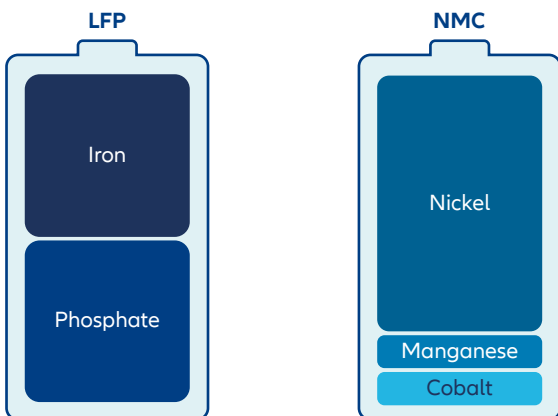 LFP
Iron
Phosphate
NMC
Nickel
Manganese
Cobalt